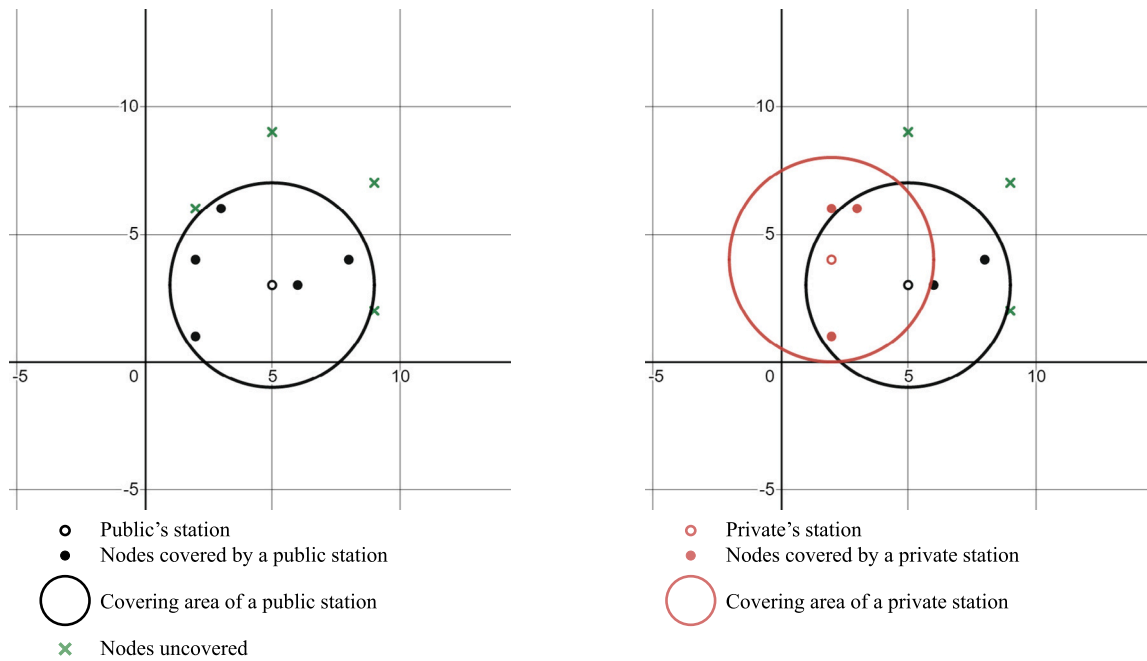 10
5
-5
0
5
10
-5
10
5
-5
0
5
10
-5
Public's station
Nodes covered by a public station
Covering area of a public station
Nodes uncovered
Private's station
Nodes covered by a private station
Covering area of a private station